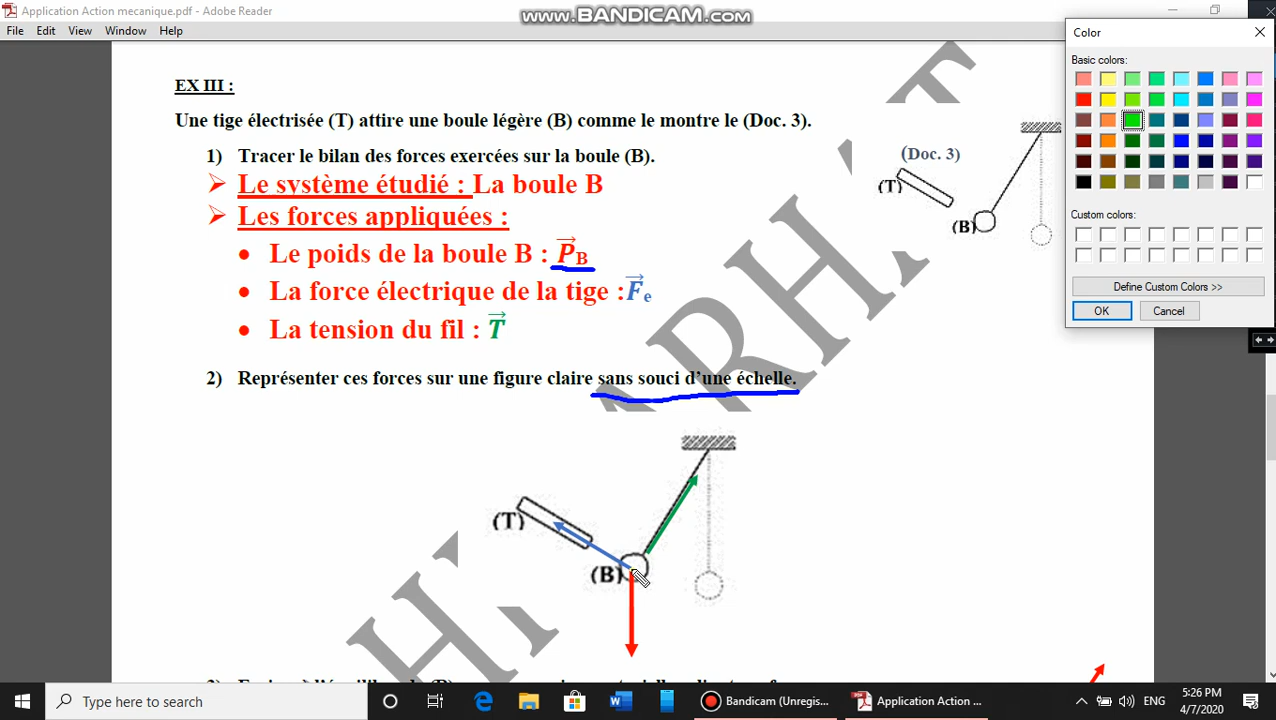 Application Action mecanique.pdf - Adobe Reader
www.BANDICAM.com
File Edit View Window Help
EX III :
Une tige électrisée (T) attire une boule légère (B) comme le montre le (Doc. 3).
1) Tracer le bilan des forces exercées sur la boule (B).
➢ Le système étudié : La boule B
➢ Les forces appliquées :
• Le poids de la boule B : P⃗B
• La force électrique de la tige : F⃗e
• La tension du fil : T⃗
2) Représenter ces forces sur une figure claire sans souci d'une échelle.
(Doc. 3)
(T)
(B)
(T)
(B)
Color
Basic colors:
Custom colors:
Define Custom Colors >>
OK Cancel
Type here to search
Bandicam (Unregis...
Application Action ...
ENG
5:26 PM
4/7/2020